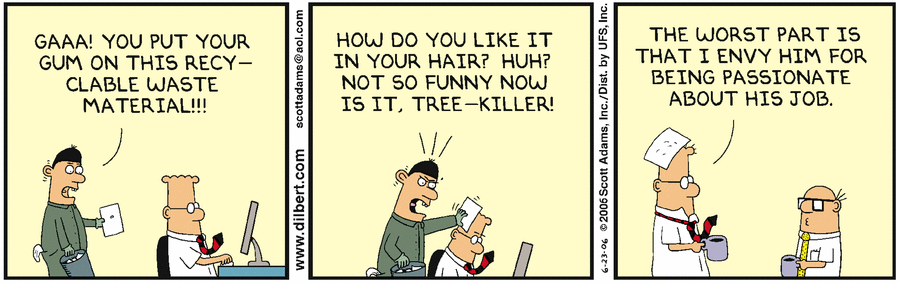 GAAA! YOU PUT YOUR
GUM ON THIS RECY-
CLABLE WASTE
MATERIAL!!!
www.dilbert.com scottadams@aol.com
HOW DO YOU LIKE IT
IN YOUR HAIR? HUH?
NOT SO FUNNY NOW
IS IT, TREE-KILLER!
6-23-06 ©2006 Scott Adams, Inc./Dist. by UFS, Inc.
THE WORST PART IS
THAT I ENVY HIM FOR
BEING PASSIONATE
ABOUT HIS JOB.